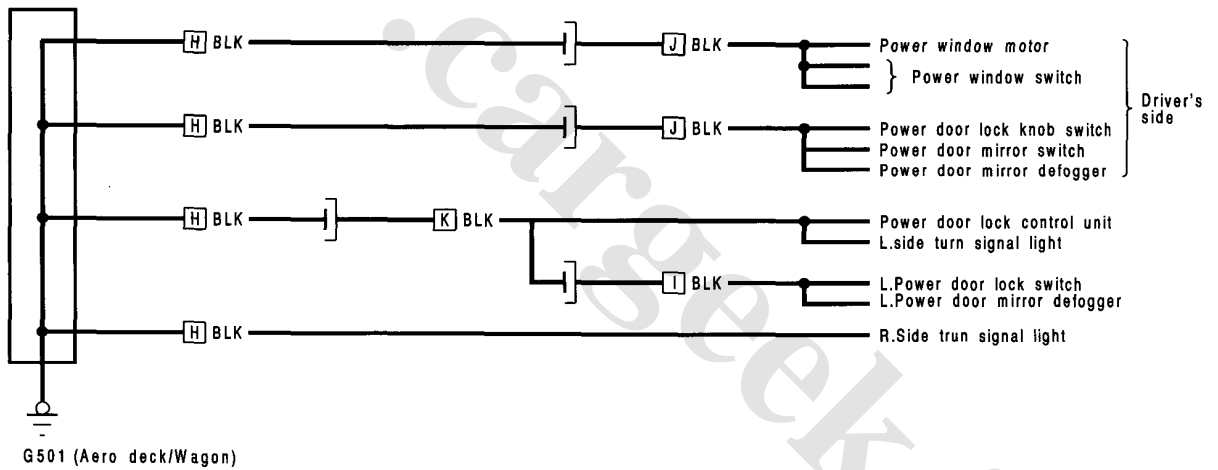 H BLK J BLK Power window motor
} Power window switch
Driver's
side
H BLK J BLK Power door lock knob switch
Power door mirror switch
Power door mirror defogger
H BLK K BLK Power door lock control unit
L.side turn signal light
I BLK L.Power door lock switch
L.Power door mirror defogger
H BLK R.Side trun signal light
G501 (Aero deck/Wagon)
.cargeek